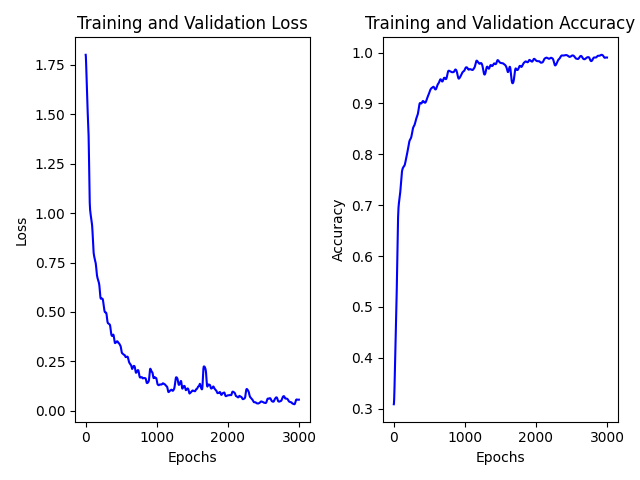 Training and Validation Loss
1.75
1.50
1.25
1.00
0.75
0.50
0.25
0.00
Loss
0 1000 2000 3000
Epochs
Training and Validation Accuracy
1.0
0.9
0.8
0.7
0.6
0.5
0.4
0.3
Accuracy
0 1000 2000 3000
Epochs